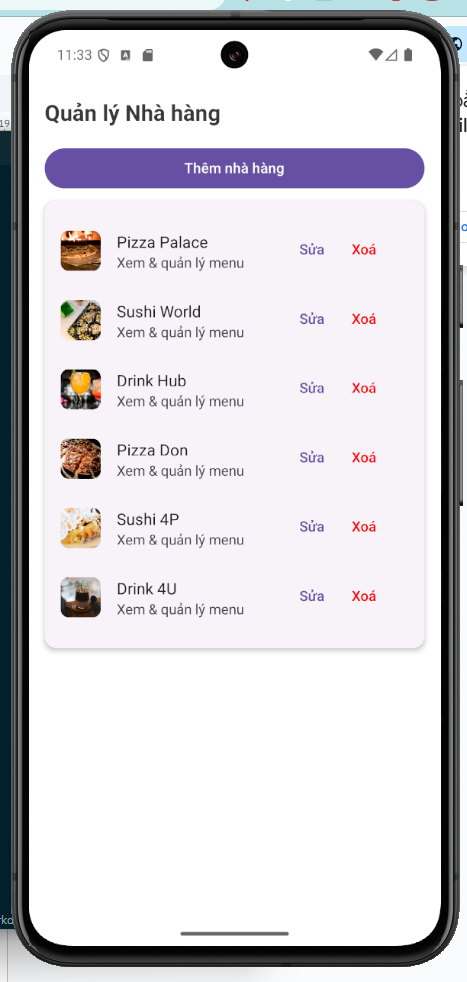 11:33
Quản lý Nhà hàng
Thêm nhà hàng
Pizza Palace
Xem & quản lý menu
Sửa
Xoá
Sushi World
Xem & quản lý menu
Sửa
Xoá
Drink Hub
Xem & quản lý menu
Sửa
Xoá
Pizza Don
Xem & quản lý menu
Sửa
Xoá
Sushi 4P
Xem & quản lý menu
Sửa
Xoá
Drink 4U
Xem & quản lý menu
Sửa
Xoá